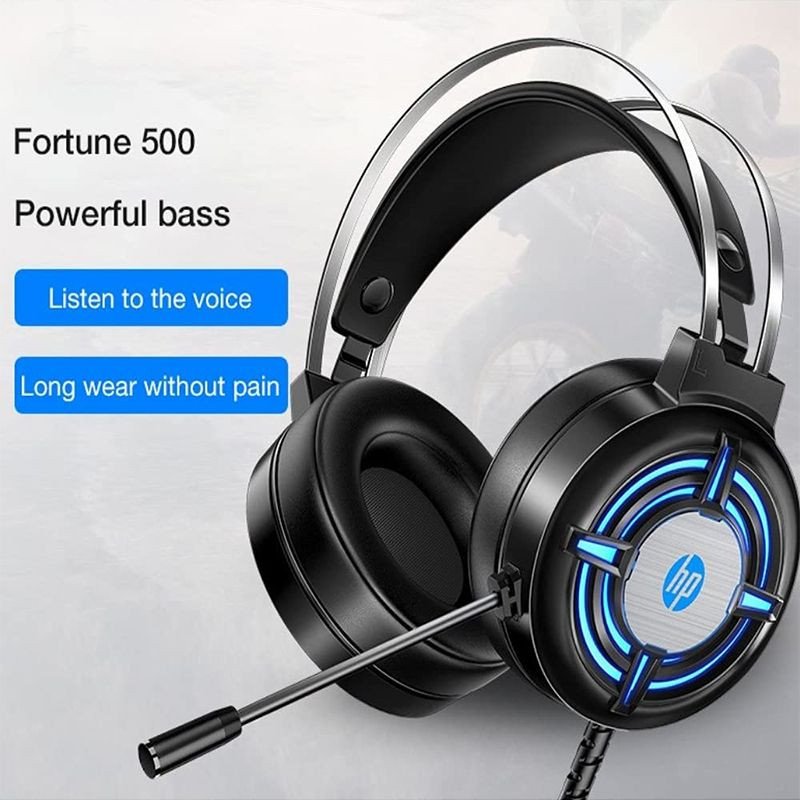 Fortune 500
Powerful bass
Listen to the voice
Long wear without pain
L
hp